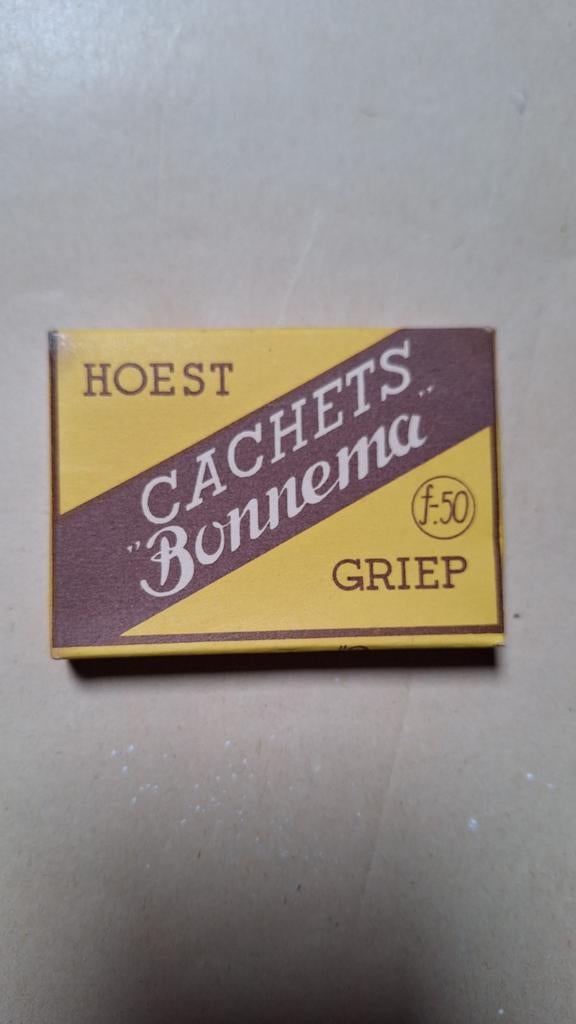 HOEST
CACHETS
"Bonnema"
f-.50
GRIEP